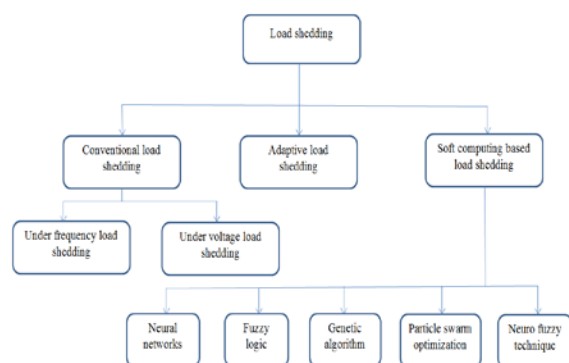 Load shedding
Conventional load
shedding
Adaptive load
shedding
Soft computing based
load shedding
Under frequency load
shedding
Under voltage load
shedding
Neural
networks
Fuzzy
logic
Genetic
algorithm
Particle swarm
optimization
Neuro fuzzy
technique